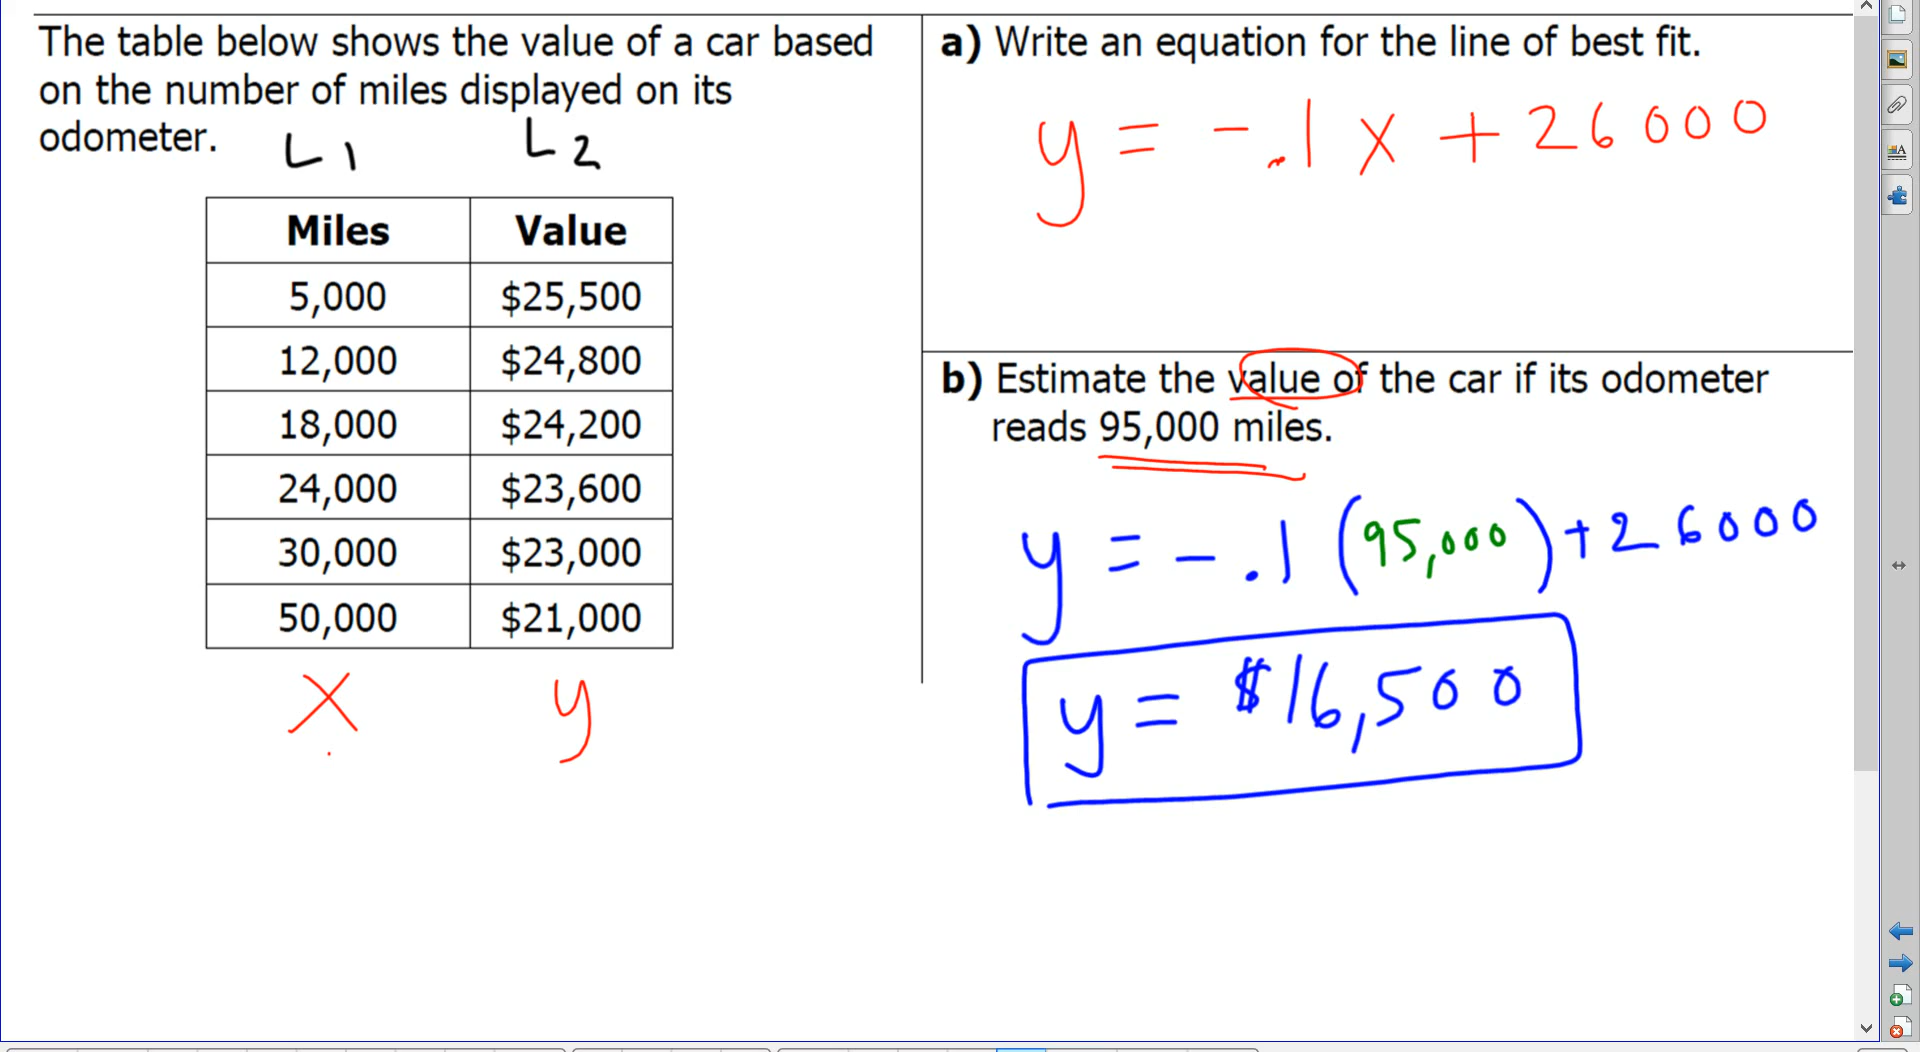 The table below shows the value of a car based
on the number of miles displayed on its
odometer.
L1 L2
Miles Value
5,000 $25,500
12,000 $24,800
18,000 $24,200
24,000 $23,600
30,000 $23,000
50,000 $21,000
x y
a) Write an equation for the line of best fit.
y = -.1x + 26000
b) Estimate the value of the car if its odometer
reads 95,000 miles.
y = -.1(95,000) + 26000
y = $16,500